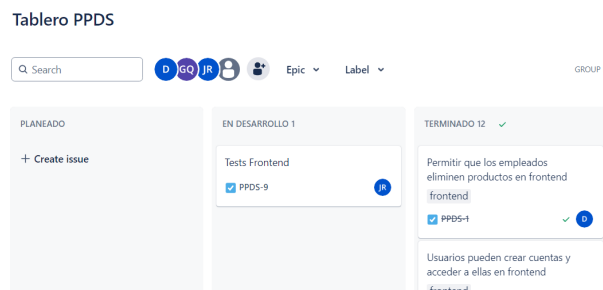 Tablero PPDS
Search
D
GQ
JR
Epic
Label
GROUP
PLANEADO
+ Create issue
EN DESARROLLO 1
Tests Frontend
PPDS-9
JR
TERMINADO 12
Permitir que los empleados
eliminen productos en frontend
frontend
PPDS-1
D
Usuarios pueden crear cuentas y
acceder a ellas en frontend
frontend